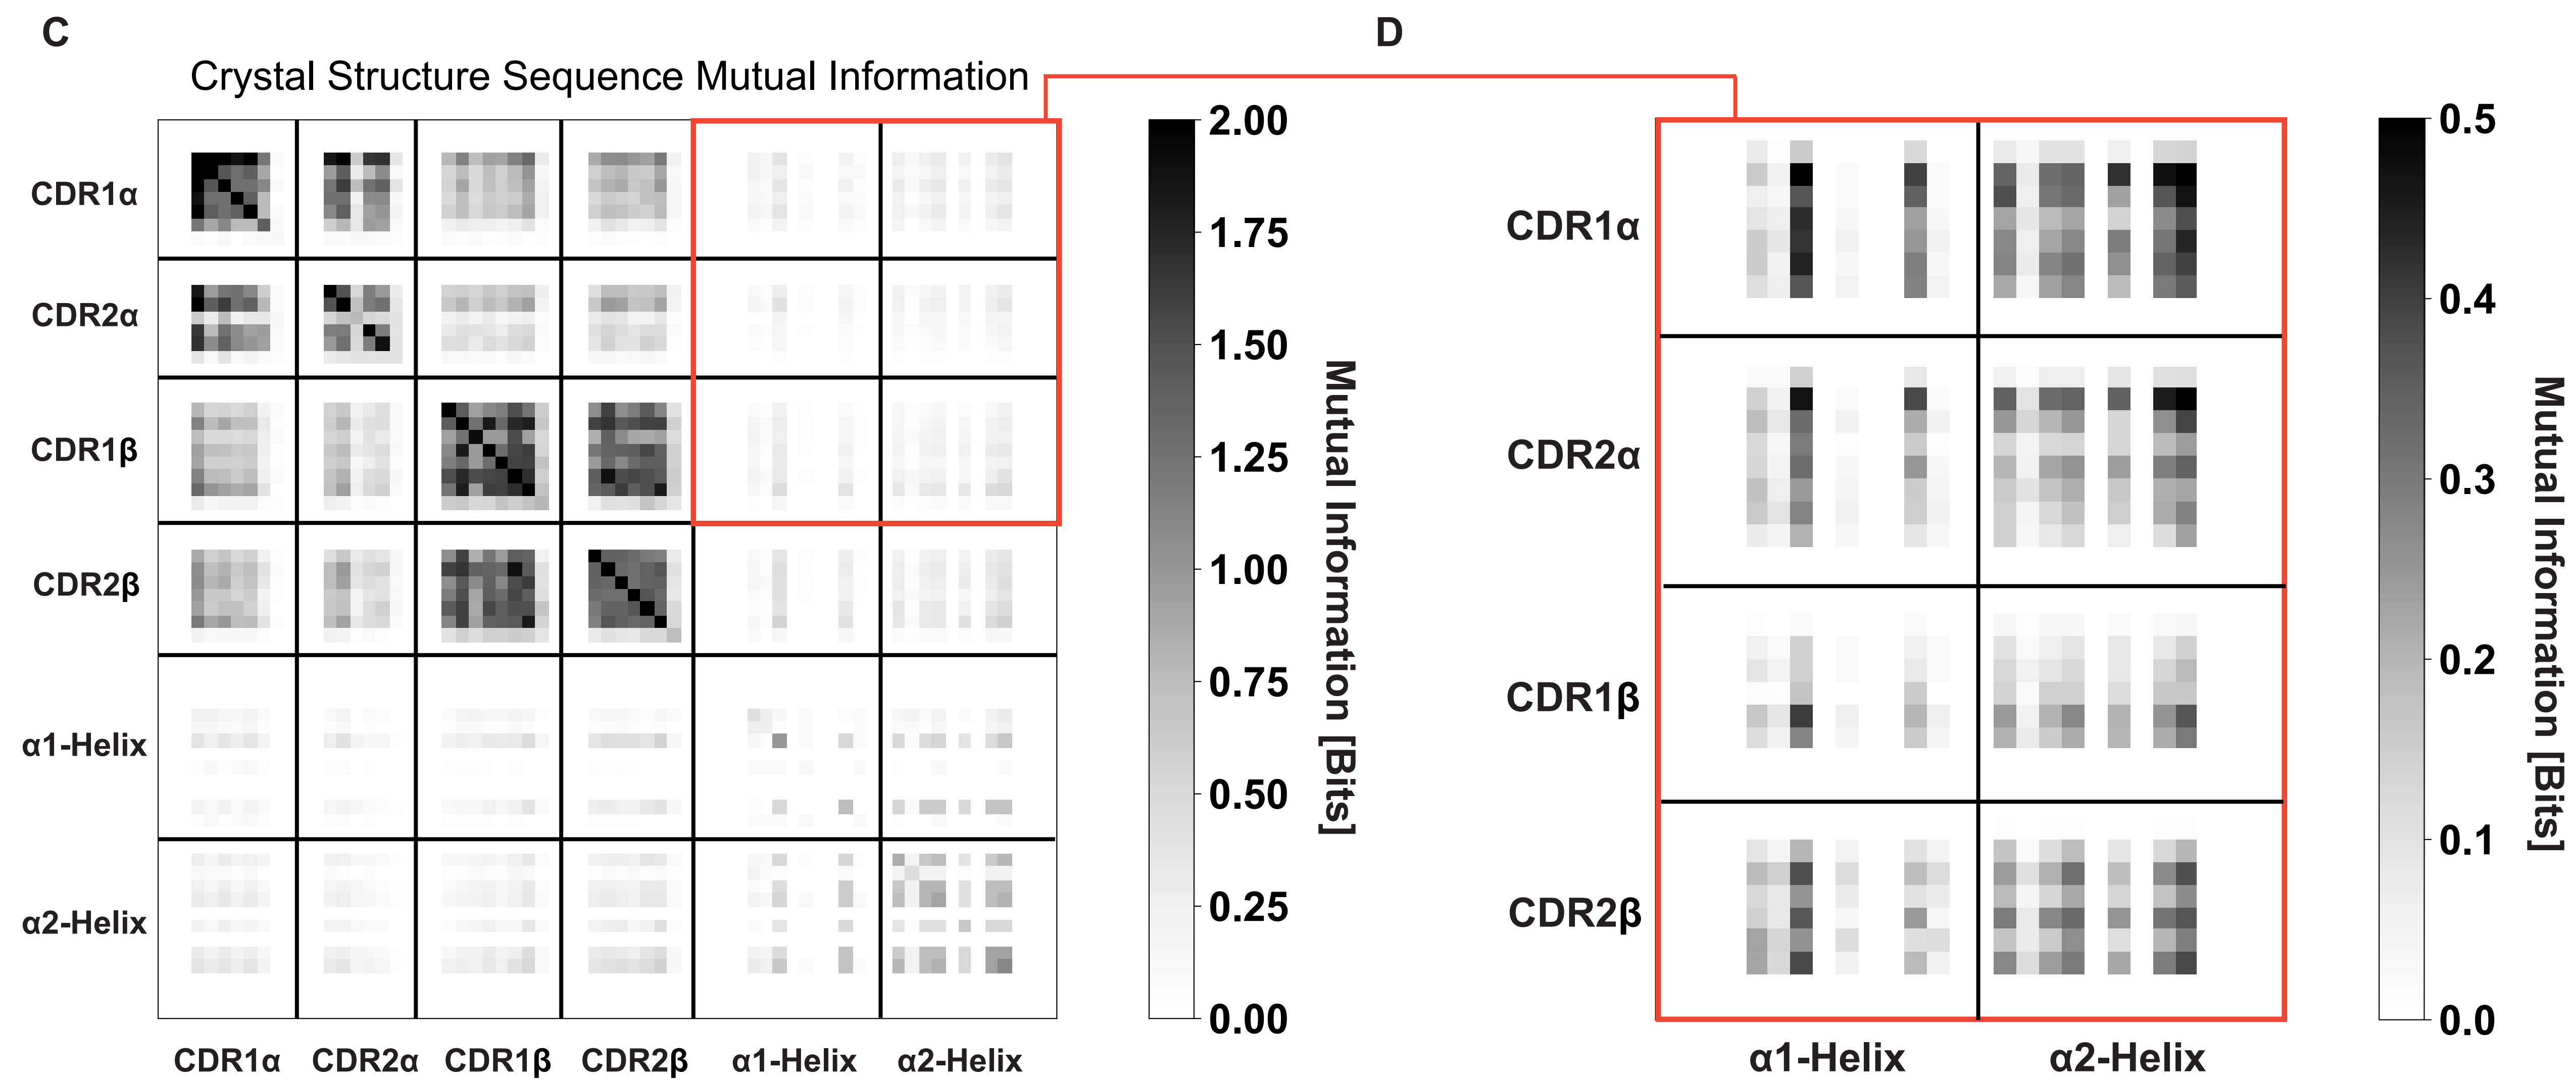 C
D
Crystal Structure Sequence Mutual Information
CDR1α
CDR2α
CDR1β
CDR2β
α1-Helix
α2-Helix
CDR1α
CDR2α
CDR1β
CDR2β
α1-Helix
α2-Helix
2.00
1.75
1.50
1.25
1.00
0.75
0.50
0.25
0.00
Mutual Information [Bits]
CDR1α
CDR2α
CDR1β
CDR2β
α1-Helix
α2-Helix
0.5
0.4
0.3
0.2
0.1
0.0
Mutual Information [Bits]